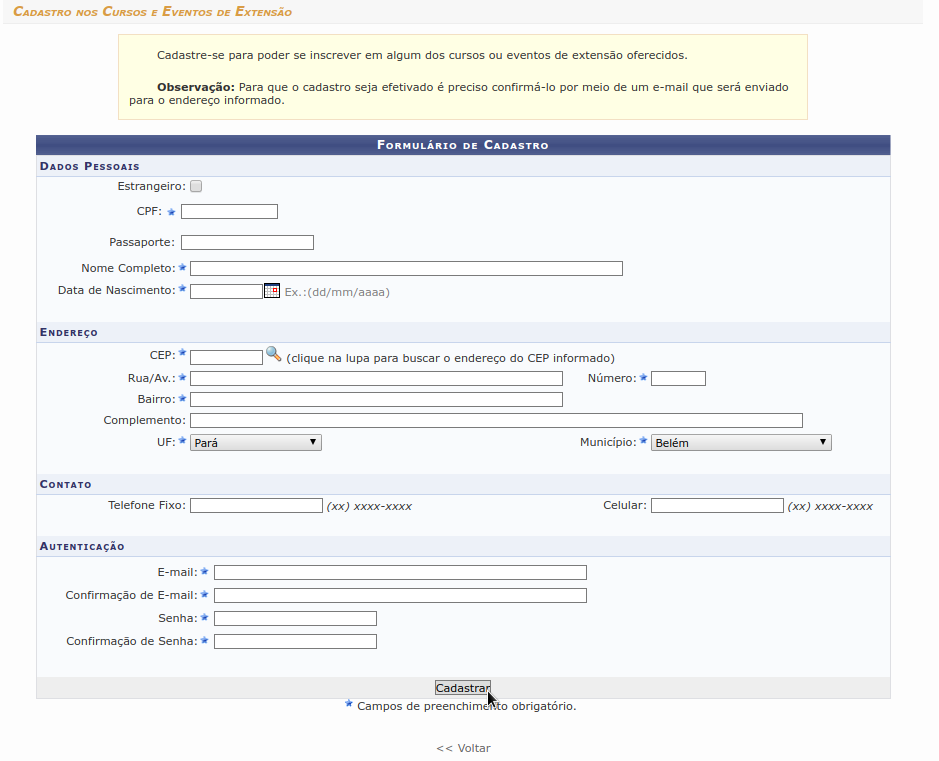 Cadastro nos Cursos e Eventos de Extensão
Cadastre-se para poder se inscrever em algum dos cursos ou eventos de extensão oferecidos.
Observação: Para que o cadastro seja efetivado é preciso confirmá-lo por meio de um e-mail que será enviado
para o endereço informado.
Formulário de Cadastro
Dados Pessoais
Estrangeiro:
CPF:
Passaporte:
Nome Completo:
Data de Nascimento: Ex.:(dd/mm/aaaa)
Endereço
CEP: (clique na lupa para buscar o endereço do CEP informado)
Rua/Av.: Número:
Bairro:
Complemento:
UF: Pará Município: Belém
Contato
Telefone Fixo: (xx) xxxx-xxxx Celular: (xx) xxxx-xxxx
Autenticação
E-mail:
Confirmação de E-mail:
Senha:
Confirmação de Senha:
Cadastrar
Campos de preenchimento obrigatório.
<< Voltar